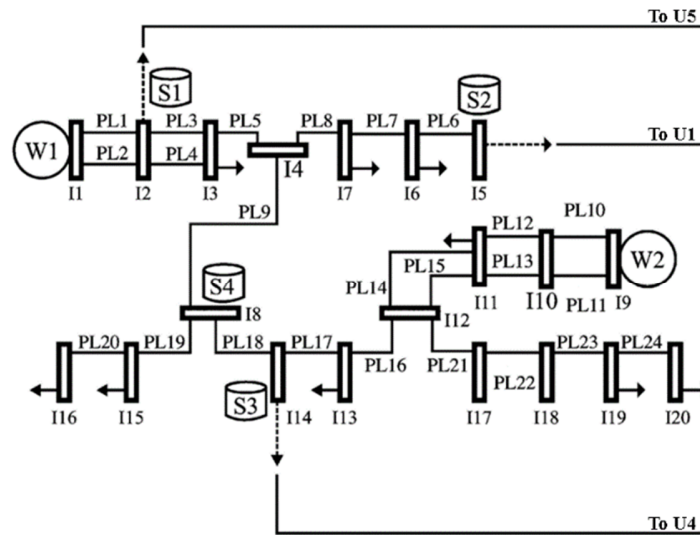 To U5
S1
S2
PL1 PL3 PL5 PL8 PL7 PL6 To U1
W1
PL2 PL4
I1 I2 I3 I4 I7 I6 I5
PL9
PL12 PL10
PL15 PL13 W2
S4 PL14 I11 I10 PL11 I9
I8 I12
PL20 PL19 PL18 PL17 PL16 PL21 PL23 PL24
PL22
S3
I16 I15 I14 I13 I17 I18 I19 I20
To U4